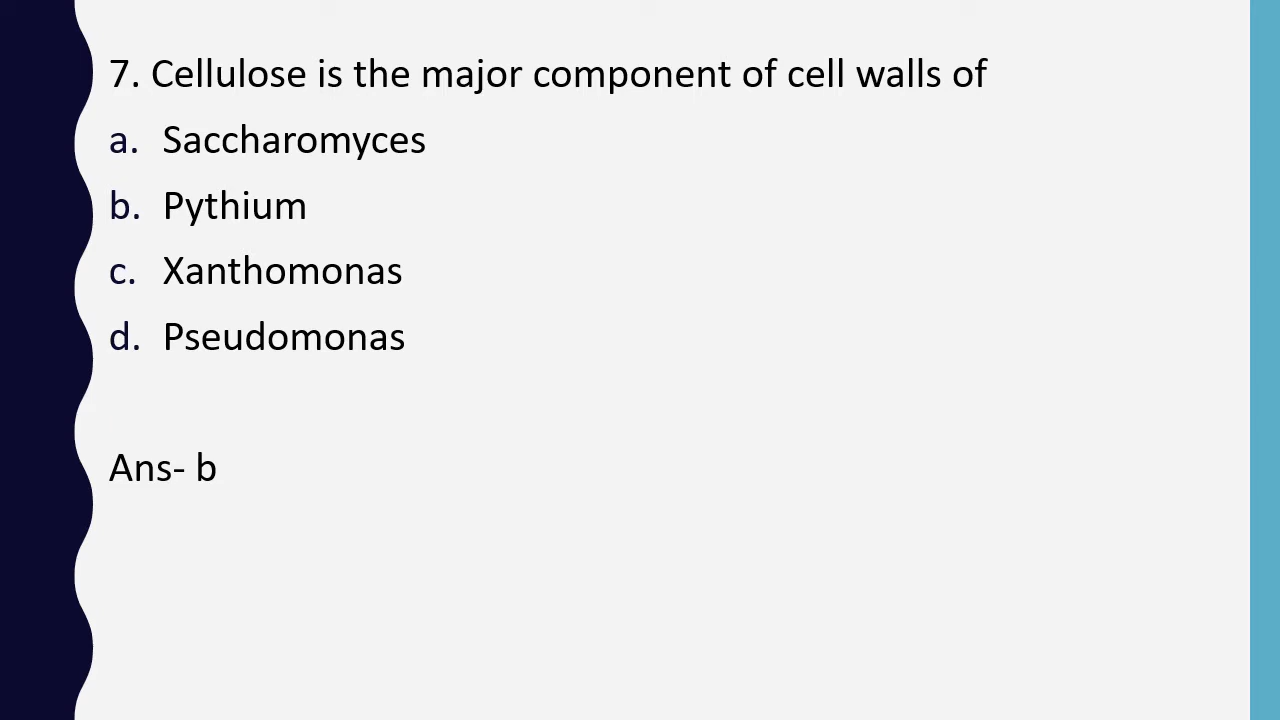 7. Cellulose is the major component of cell walls of
a. Saccharomyces
b. Pythium
c. Xanthomonas
d. Pseudomonas
Ans- b